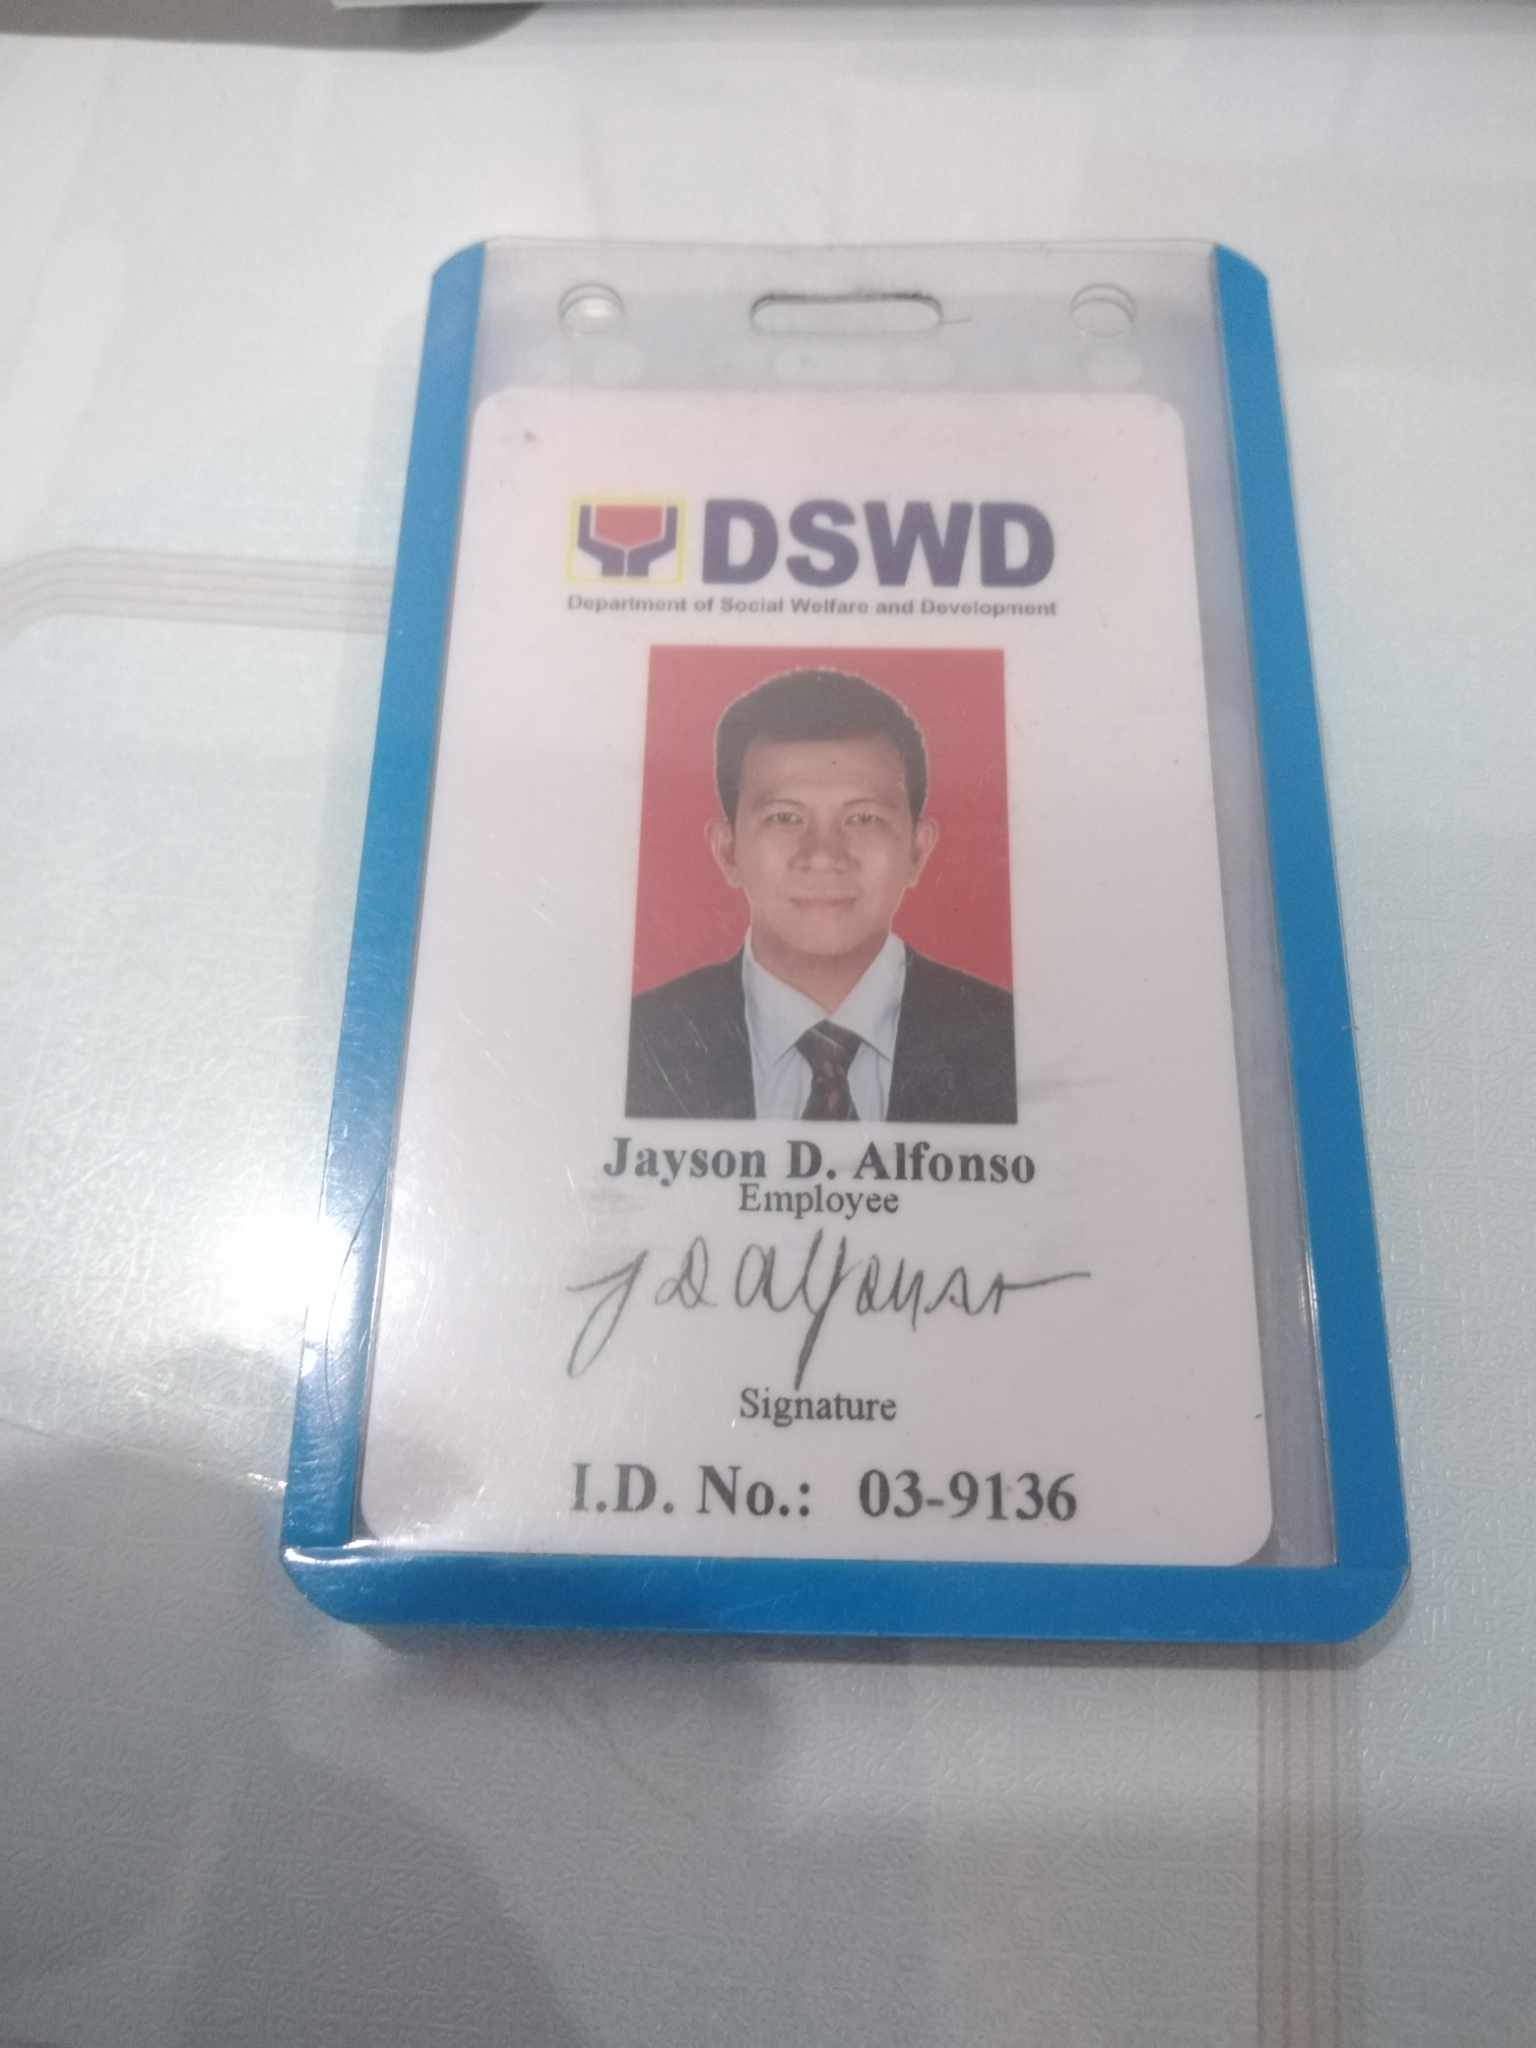 DSWD
Department of Social Welfare and Development
Jayson D. Alfonso
Employee
J D Alfonso
Signature
I.D. No.: 03-9136